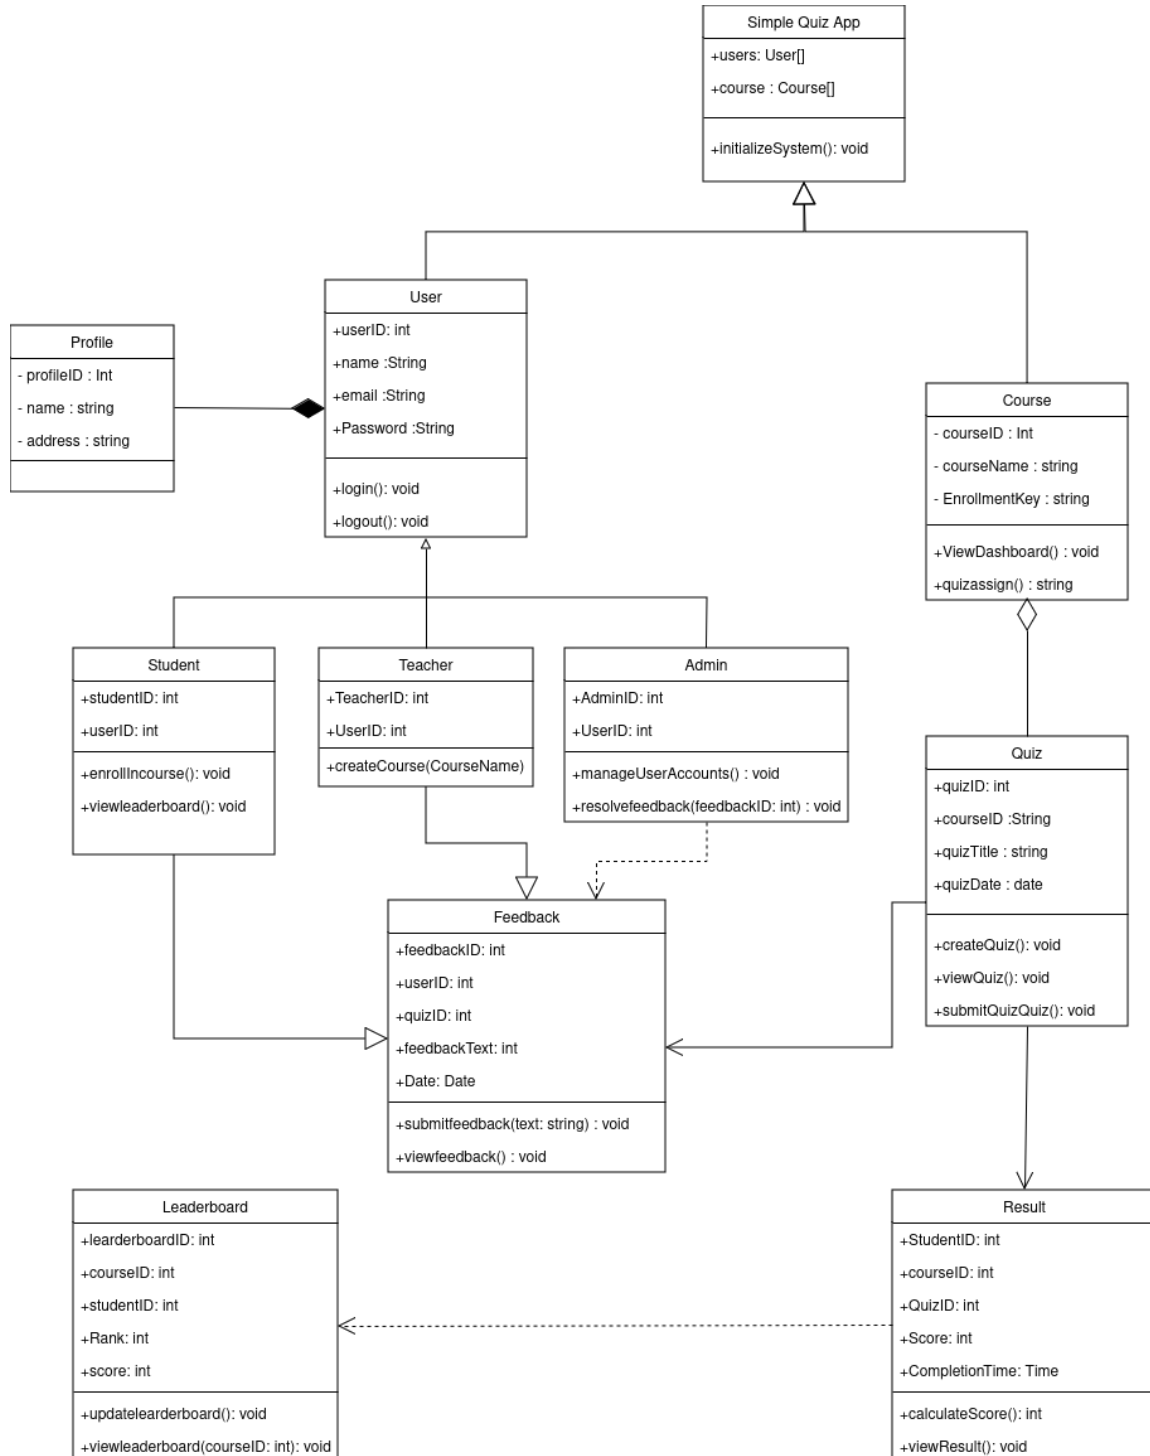 Simple Quiz App
+users: User[]
+course : Course[]
+initializeSystem(): void
User
+userID: int
+name :String
+email :String
+Password :String
+login(): void
+logout(): void
Profile
- profileID : Int
- name : string
- address : string
Course
- courseID : Int
- courseName : string
- EnrollmentKey : string
+ViewDashboard() : void
+quizassign() : string
Student
+studentID: int
+userID: int
+enrollIncourse(): void
+viewleaderboard(): void
Teacher
+TeacherID: int
+UserID: int
+createCourse(CourseName)
Admin
+AdminID: int
+UserID: int
+manageUserAccounts() : void
+resolvefeedback(feedbackID: int) : void
Quiz
+quizID: int
+courseID :String
+quizTitle : string
+quizDate : date
+createQuiz(): void
+viewQuiz(): void
+submitQuizQuiz(): void
Feedback
+feedbackID: int
+userID: int
+quizID: int
+feedbackText: int
+Date: Date
+submitfeedback(text: string) : void
+viewfeedback() : void
Leaderboard
+learderboardID: int
+courseID: int
+studentID: int
+Rank: int
+score: int
+updatelearderboard(): void
+viewleaderboard(courseID: int): void
Result
+StudentID: int
+courseID: int
+QuizID: int
+Score: int
+CompletionTime: Time
+calculateScore(): int
+viewResult(): void